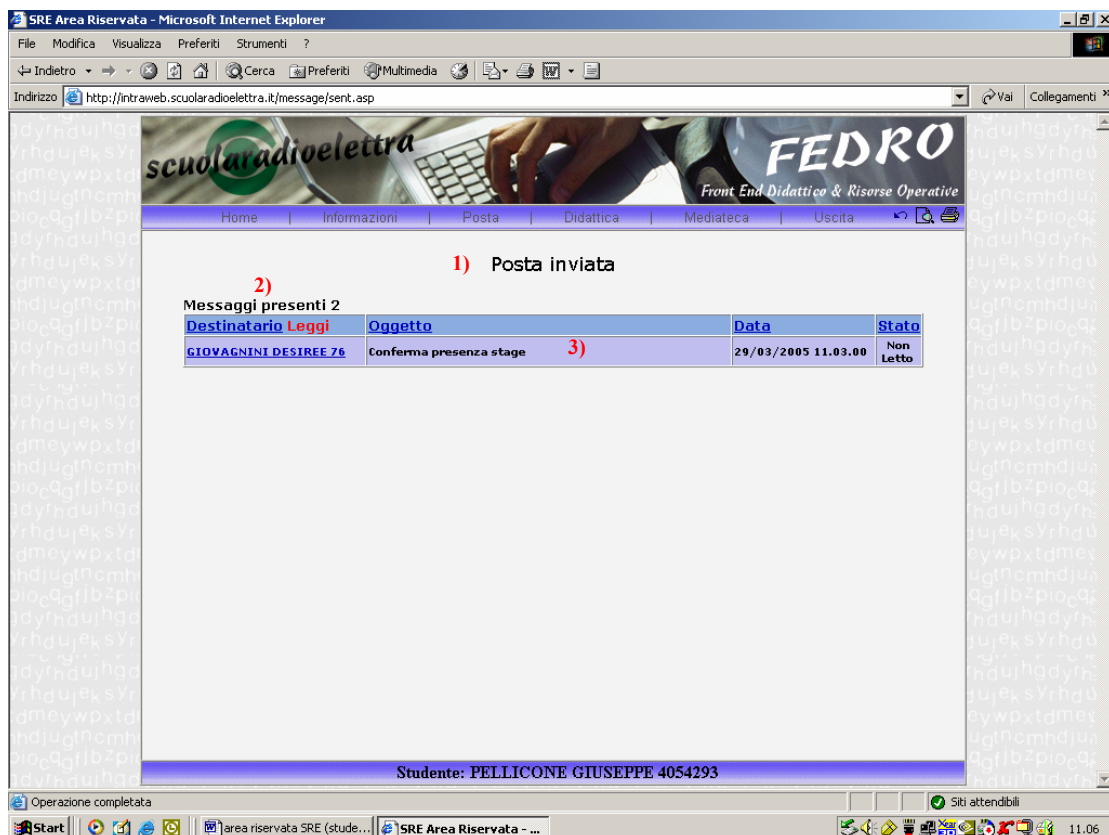 SRE Area Riservata - Microsoft Internet Explorer
File Modifica Visualizza Preferiti Strumenti ?
Indietro Cerca Preferiti Multimedia
Indirizzo http://intraweb.scuolaradioelettra.it/message/sent.asp Vai Collegamenti »
scuolaradioelettra
FEDRO
Front End Didattico & Risorse Operative
Home | Informazioni | Posta | Didattica | Mediateca | Uscita
1) Posta inviata
2)
Messaggi presenti 2
Destinatario Leggi Oggetto Data Stato
GIOVAGNINI DESIREE 76 Conferma presenza stage 3) 29/03/2005 11.03.00 Non
Letto
Studente: PELLICONE GIUSEPPE 4054293
Operazione completata Siti attendibili
Start area riservata SRE (stude... SRE Area Riservata - ... 11.06